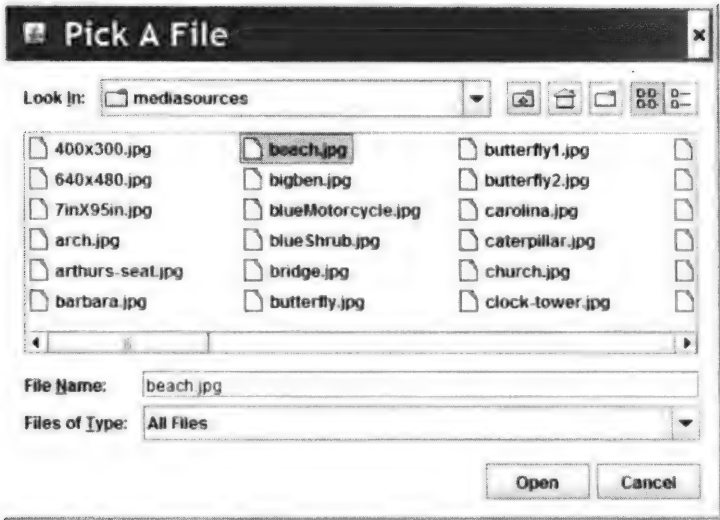 Pick A File
Look In: mediasources
400x300.jpg beach.jpg butterfly1.jpg
640x480.jpg bigben.jpg butterfly2.jpg
7inX95in.jpg blueMotorcycle.jpg carolina.jpg
arch.jpg blueShrub.jpg caterpillar.jpg
arthurs-seat.jpg bridge.jpg church.jpg
barbara.jpg butterfly.jpg clock-tower.jpg
File Name: beach.jpg
Files of Type: All Files
Open Cancel